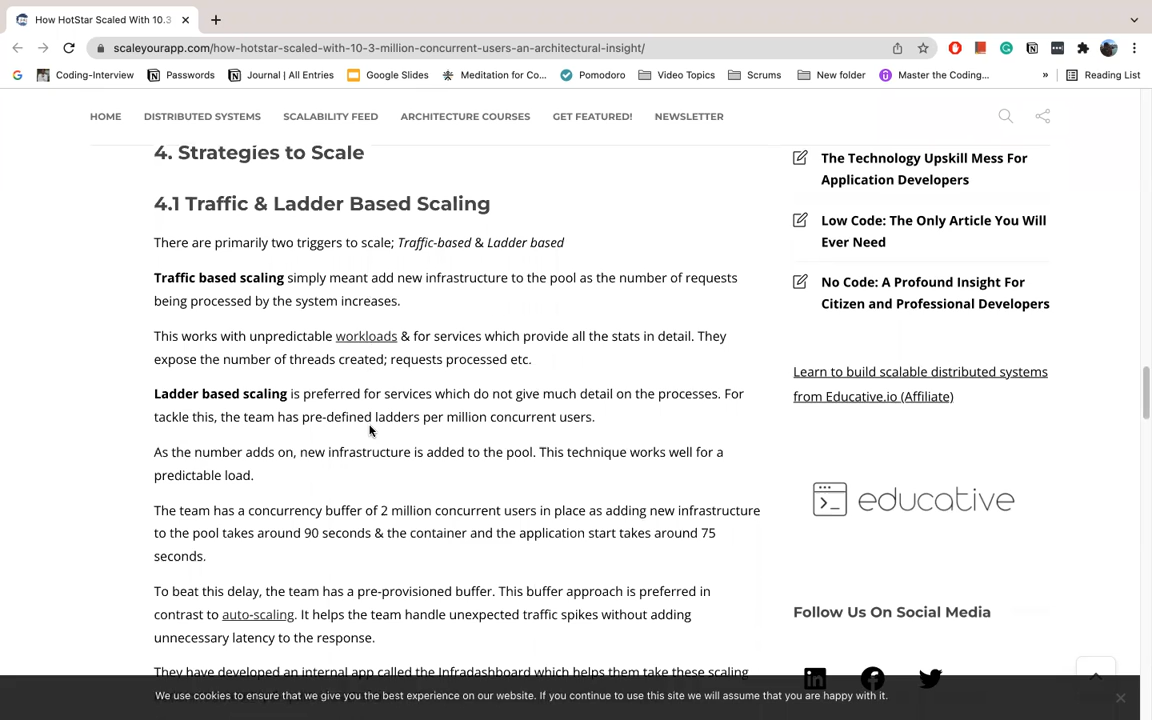 How HotStar Scaled With 10.3
scaleyourapp.com/how-hotstar-scaled-with-10-3-million-concurrent-users-an-architectural-insight/
Coding-Interview
Passwords
Journal | All Entries
Google Slides
Meditation for Co...
Pomodoro
Video Topics
Scrums
New folder
Master the Coding...
»
Reading List
HOME
DISTRIBUTED SYSTEMS
SCALABILITY FEED
ARCHITECTURE COURSES
GET FEATURED!
NEWSLETTER
4. Strategies to Scale
4.1 Traffic & Ladder Based Scaling
There are primarily two triggers to scale; Traffic-based & Ladder based
Traffic based scaling simply meant add new infrastructure to the pool as the number of requests
being processed by the system increases.
This works with unpredictable workloads & for services which provide all the stats in detail. They
expose the number of threads created; requests processed etc.
Ladder based scaling is preferred for services which do not give much detail on the processes. For
tackle this, the team has pre-defined ladders per million concurrent users.
As the number adds on, new infrastructure is added to the pool. This technique works well for a
predictable load.
The team has a concurrency buffer of 2 million concurrent users in place as adding new infrastructure
to the pool takes around 90 seconds & the container and the application start takes around 75
seconds.
To beat this delay, the team has a pre-provisioned buffer. This buffer approach is preferred in
contrast to auto-scaling. It helps the team handle unexpected traffic spikes without adding
unnecessary latency to the response.
They have developed an internal app called the Infradashboard which helps them take these scaling
The Technology Upskill Mess For
Application Developers
Low Code: The Only Article You Will
Ever Need
No Code: A Profound Insight For
Citizen and Professional Developers
Learn to build scalable distributed systems
from Educative.io (Affiliate)
educative
Follow Us On Social Media
We use cookies to ensure that we give you the best experience on our website. If you continue to use this site we will assume that you are happy with it.